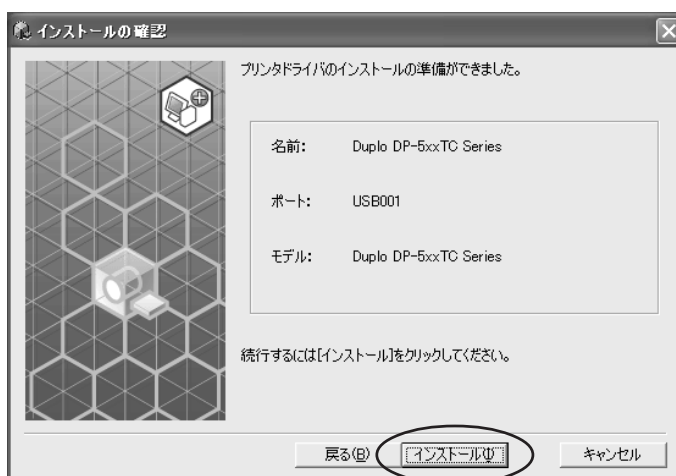 インストールの確認
プリンタドライバのインストールの準備ができました。
名前: Duplo DP-5xxTC Series
ポート: USB001
モデル: Duplo DP-5xxTC Series
続行するには[インストール]をクリックしてください。
戻る(B) インストール(I) キャンセル